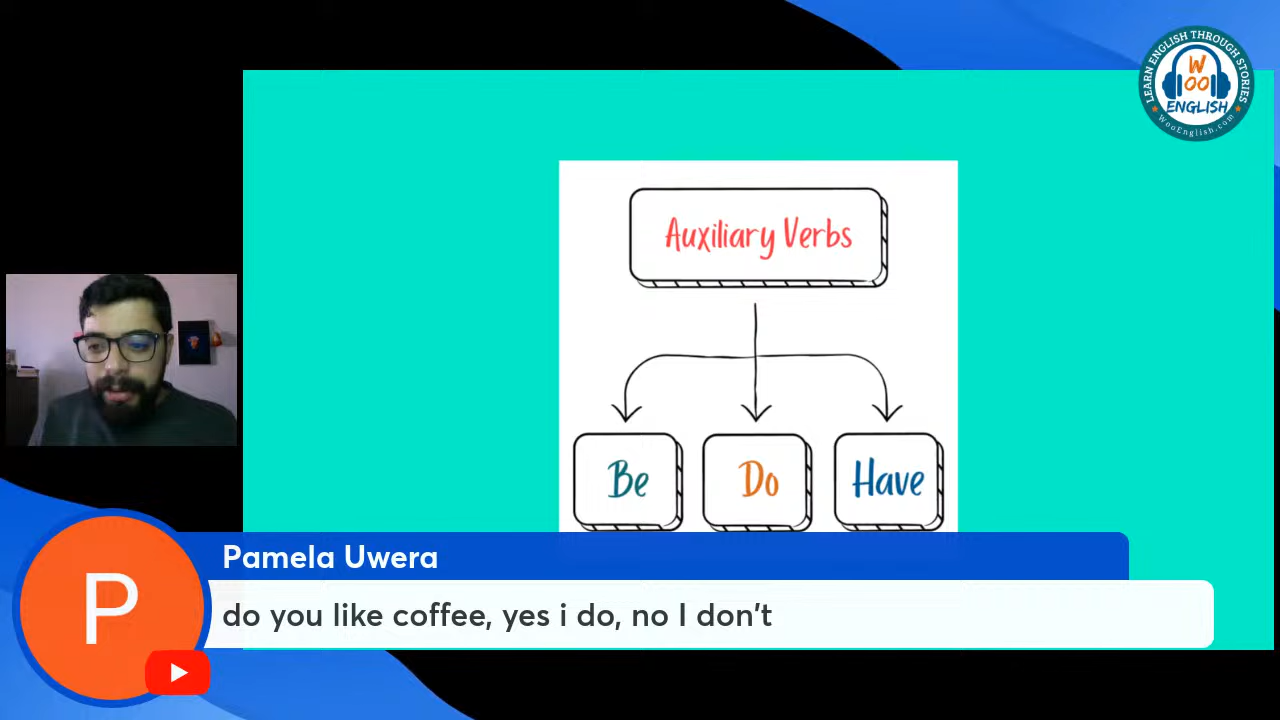 LEARN ENGLISH THROUGH STORIES
W
OO
ENGLISH
WooEnglish.com
Auxiliary Verbs
Be Do Have
Pamela Uwera
P
do you like coffee, yes i do, no I don't